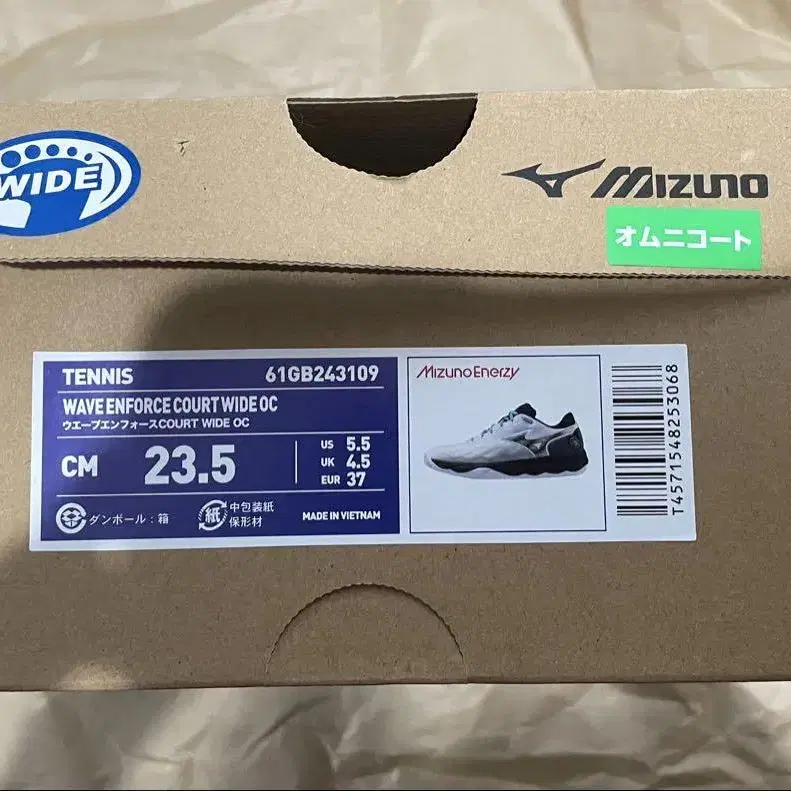 WIDE
MIZUNO
オムニコート
TENNIS 61GB243109
WAVE ENFORCE COURT WIDE OC
ウエーブエンフォースCOURT WIDE OC
CM 23.5
US 5.5
UK 4.5
EUR 37
ダンボール：箱
紙 中包装紙
保形材
MADE IN VIETNAM
MIZUNO ENERZY
T4571548253068